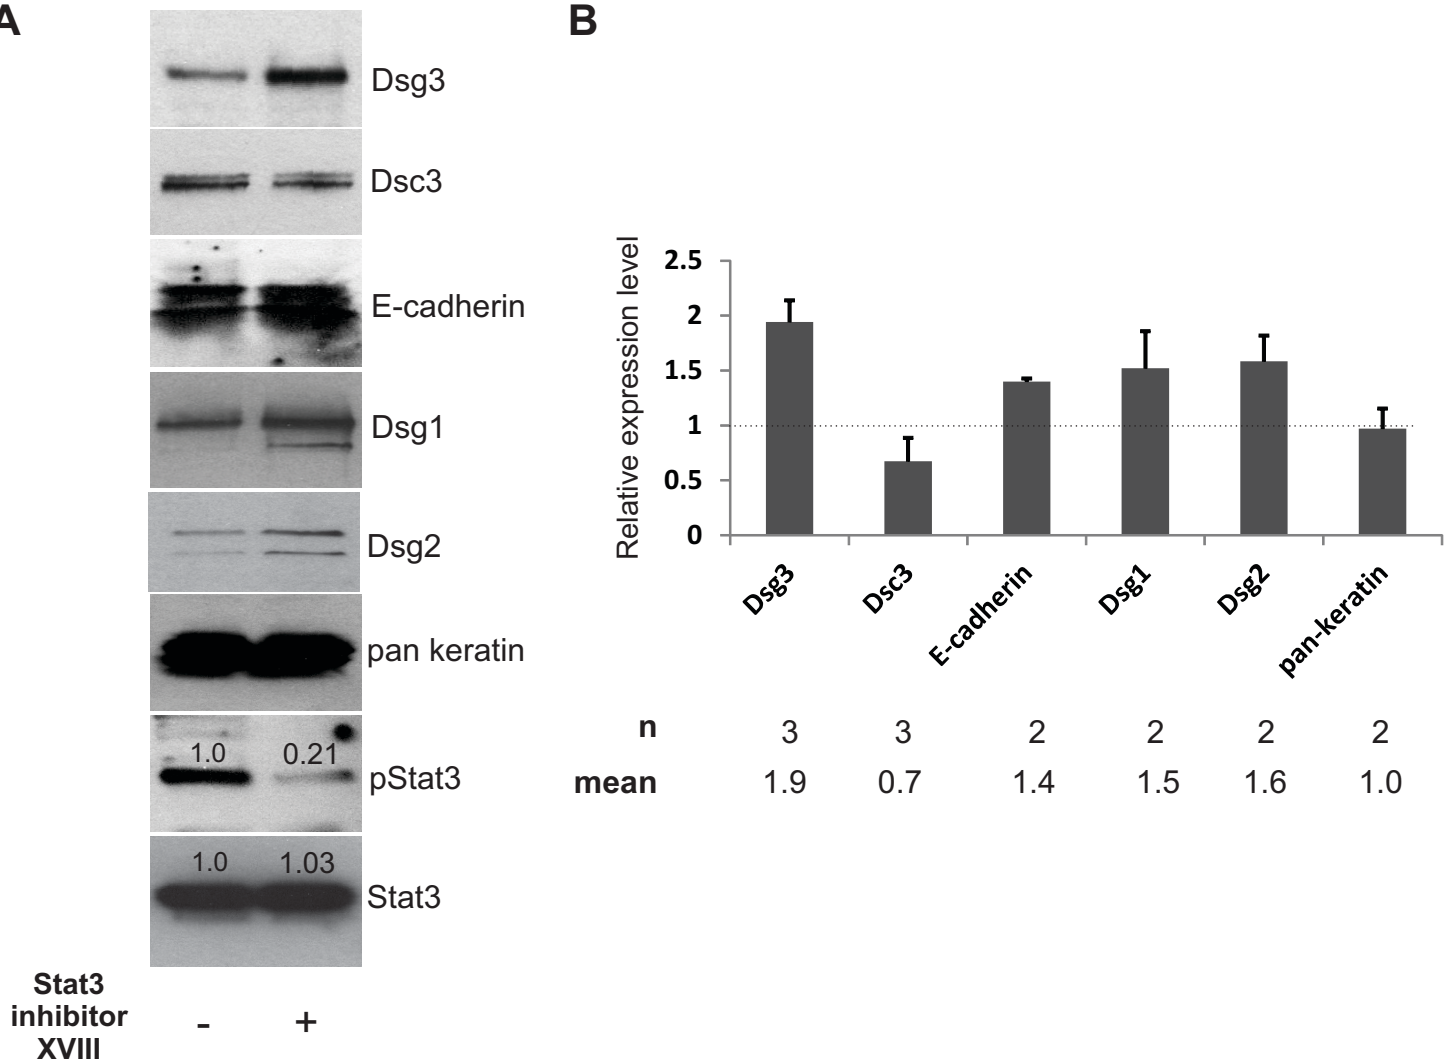 A
Dsg3
Dsc3
E-cadherin
Dsg1
Dsg2
pan keratin
1.0 0.21
pStat3
1.0 1.03
Stat3
Stat3
inhibitor
XVIII
- +
B
Relative expression level
2.5
2
1.5
1
0.5
0
Dsg3 Dsc3 E-cadherin Dsg1 Dsg2 pan-keratin
n 3 3 2 2 2 2
mean 1.9 0.7 1.4 1.5 1.6 1.0